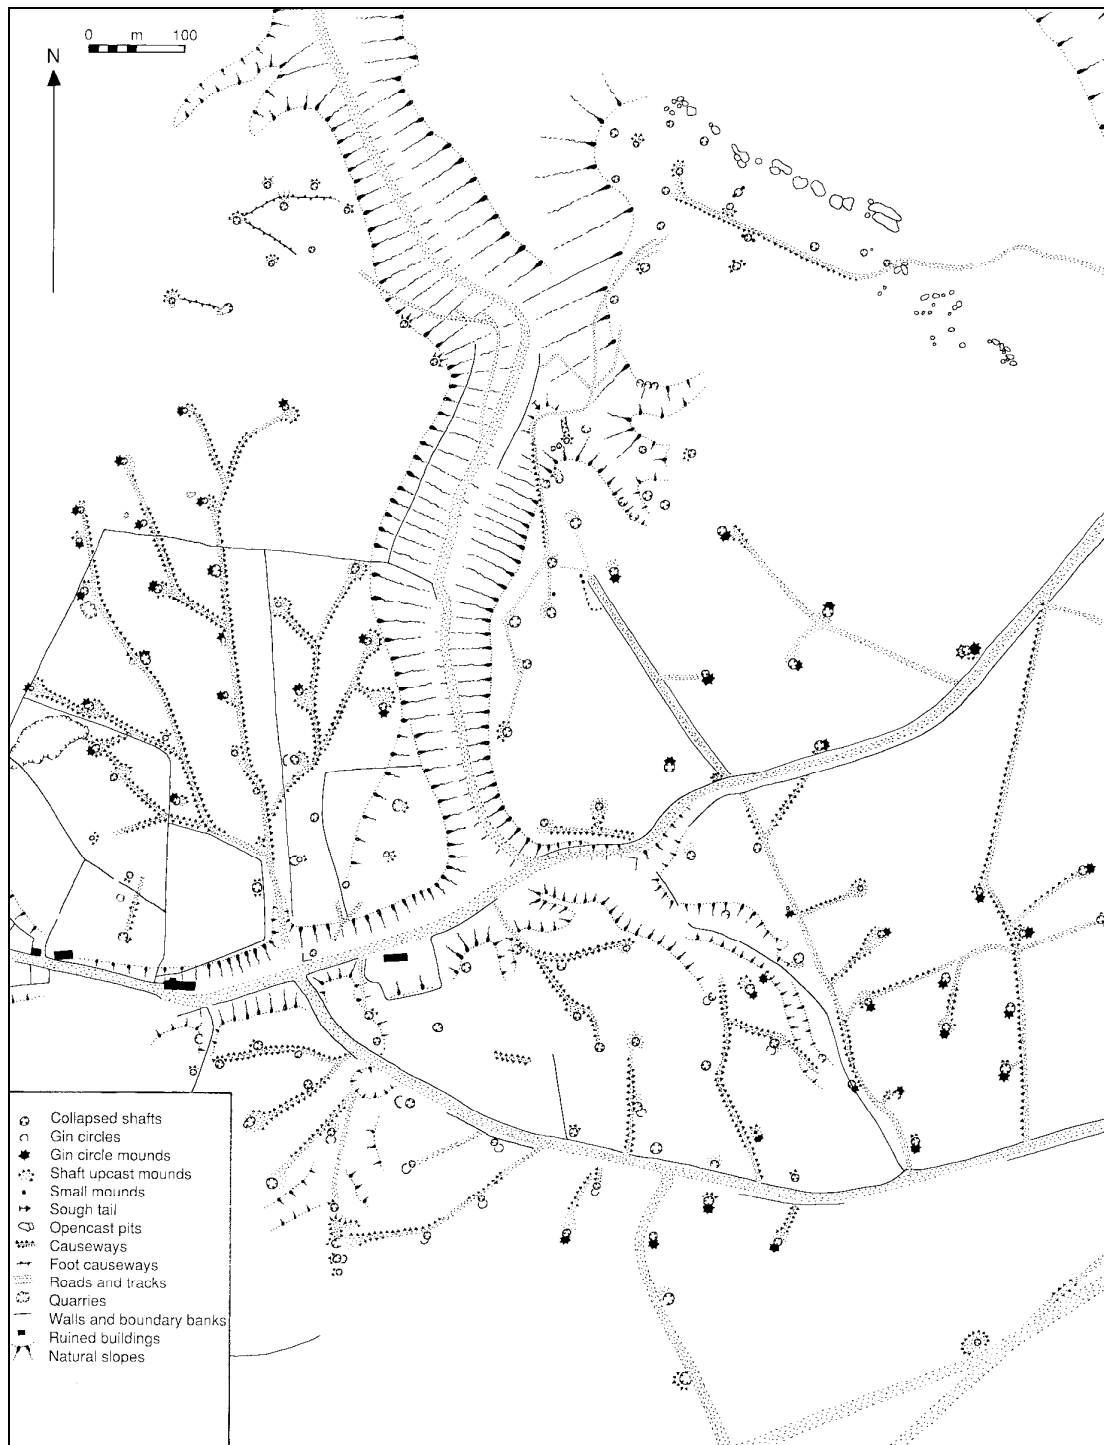 0 m 100
N
Collapsed shafts
Gin circles
Gin circle mounds
Shaft upcast mounds
Small mounds
Sough tail
Opencast pits
Causeways
Foot causeways
Roads and tracks
Quarries
Walls and boundary banks
Ruined buildings
Natural slopes